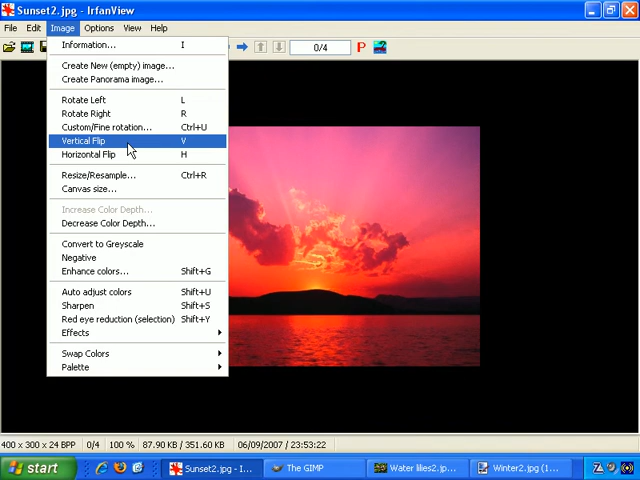 Sunset2.jpg - IrfanView
File Edit Image Options View Help
0/4 P
Information... I
Create New (empty) image...
Create Panorama image...
Rotate Left L
Rotate Right R
Custom/Fine rotation... Ctrl+U
Vertical Flip V
Horizontal Flip H
Resize/Resample... Ctrl+R
Canvas size...
Increase Color Depth...
Decrease Color Depth...
Convert to Greyscale
Negative
Enhance colors... Shift+G
Auto adjust colors Shift+U
Sharpen Shift+S
Red eye reduction (selection) Shift+Y
Effects
Swap Colors
Palette
400 x 300 x 24 BPP 0/4 100 % 87.90 KB / 351.60 KB 06/09/2007 / 23:53:22
start Sunset2.jpg - I... The GIMP Water lilies2.jp... Winter2.jpg (1...